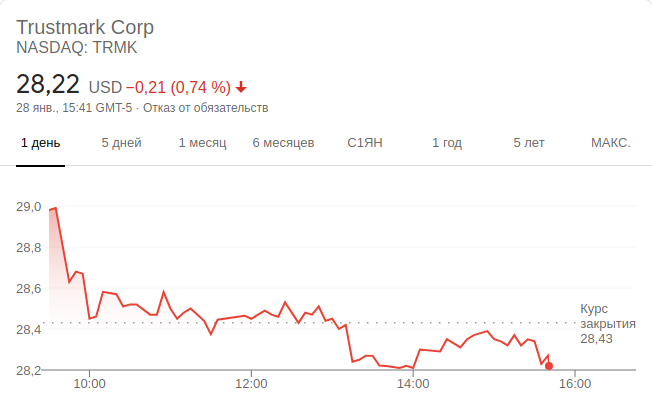 Trustmark Corp
NASDAQ: TRMK
28,22 USD −0,21 (0,74 %)
28 янв., 15:41 GMT-5 · Отказ от обязательств
1 день 5 дней 1 месяц 6 месяцев С1ЯН 1 год 5 лет МАКС.
29,0
28,8
28,6
28,4
28,2
Курс
закрытия
28,43
10:00 12:00 14:00 16:00